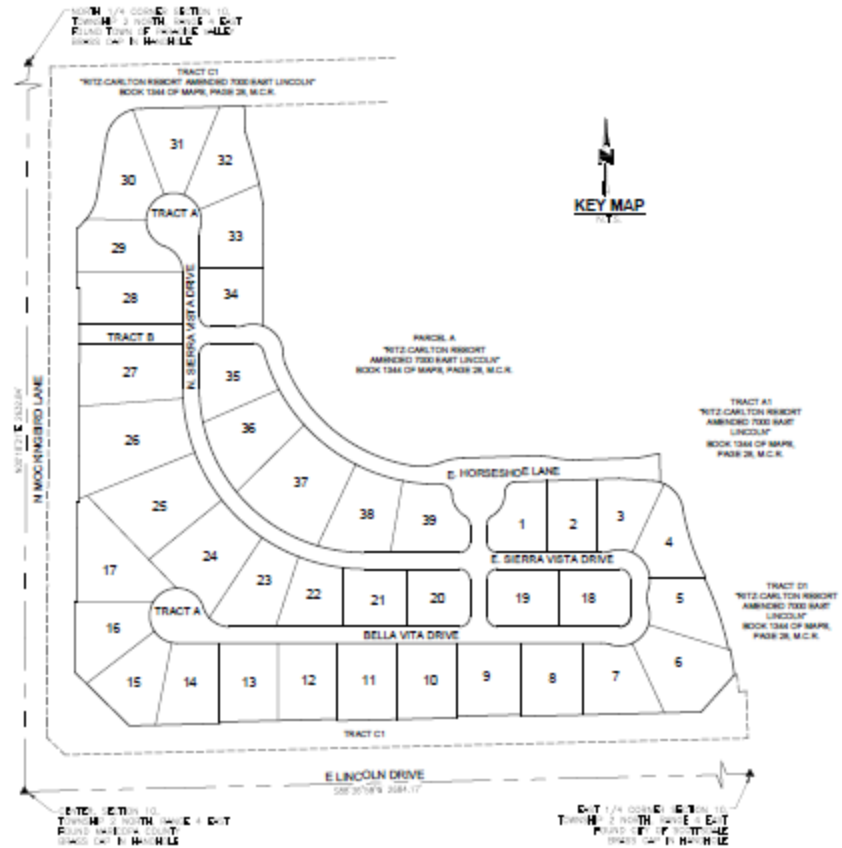 NORTH 1/4 CORNER SECTION 10,
TOWNSHIP 2 NORTH, RANGE 4 EAST
FOUND TOWN OF PARADISE VALLEY
BRASS CAP IN HANDHOLE
TRACT C1
"RITZ-CARLTON RESORT AMENDED 7000 EAST LINCOLN"
BOOK 1344 OF MAPS, PAGE 28, M.C.R.
N
KEY MAP
N.T.S.
31
32
30
TRACT A
33
29
28
34
N. SIERRA VISTA DRIVE
TRACT B
27
35
PARCEL A
"RITZ-CARLTON RESORT
AMENDED 7000 EAST LINCOLN"
BOOK 1344 OF MAPS, PAGE 28, M.C.R.
N MOCKINGBIRD LANE
26
36
TRACT A1
"RITZ-CARLTON RESORT
AMENDED 7000 EAST
LINCOLN"
BOOK 1344 OF MAPS,
PAGE 28, M.C.R.
E. HORSESHOE LANE
37
25
38
39
1
2
3
4
24
E. SIERRA VISTA DRIVE
17
23
22
21
20
19
18
5
TRACT D1
"RITZ-CARLTON RESORT
AMENDED 7000 EAST
LINCOLN"
BOOK 1344 OF MAPS,
PAGE 28, M.C.R.
TRACT A
16
BELLA VITA DRIVE
6
15
14
13
12
11
10
9
8
7
TRACT C1
E LINCOLN DRIVE
CENTER, SECTION 10,
TOWNSHIP 2 NORTH, RANGE 4 EAST
FOUND MARICOPA COUNTY
BRASS CAP IN HANDHOLE
EAST 1/4 CORNER SECTION 10,
TOWNSHIP 2 NORTH, RANGE 4 EAST
FOUND CITY OF SCOTTSDALE
BRASS CAP IN HANDHOLE